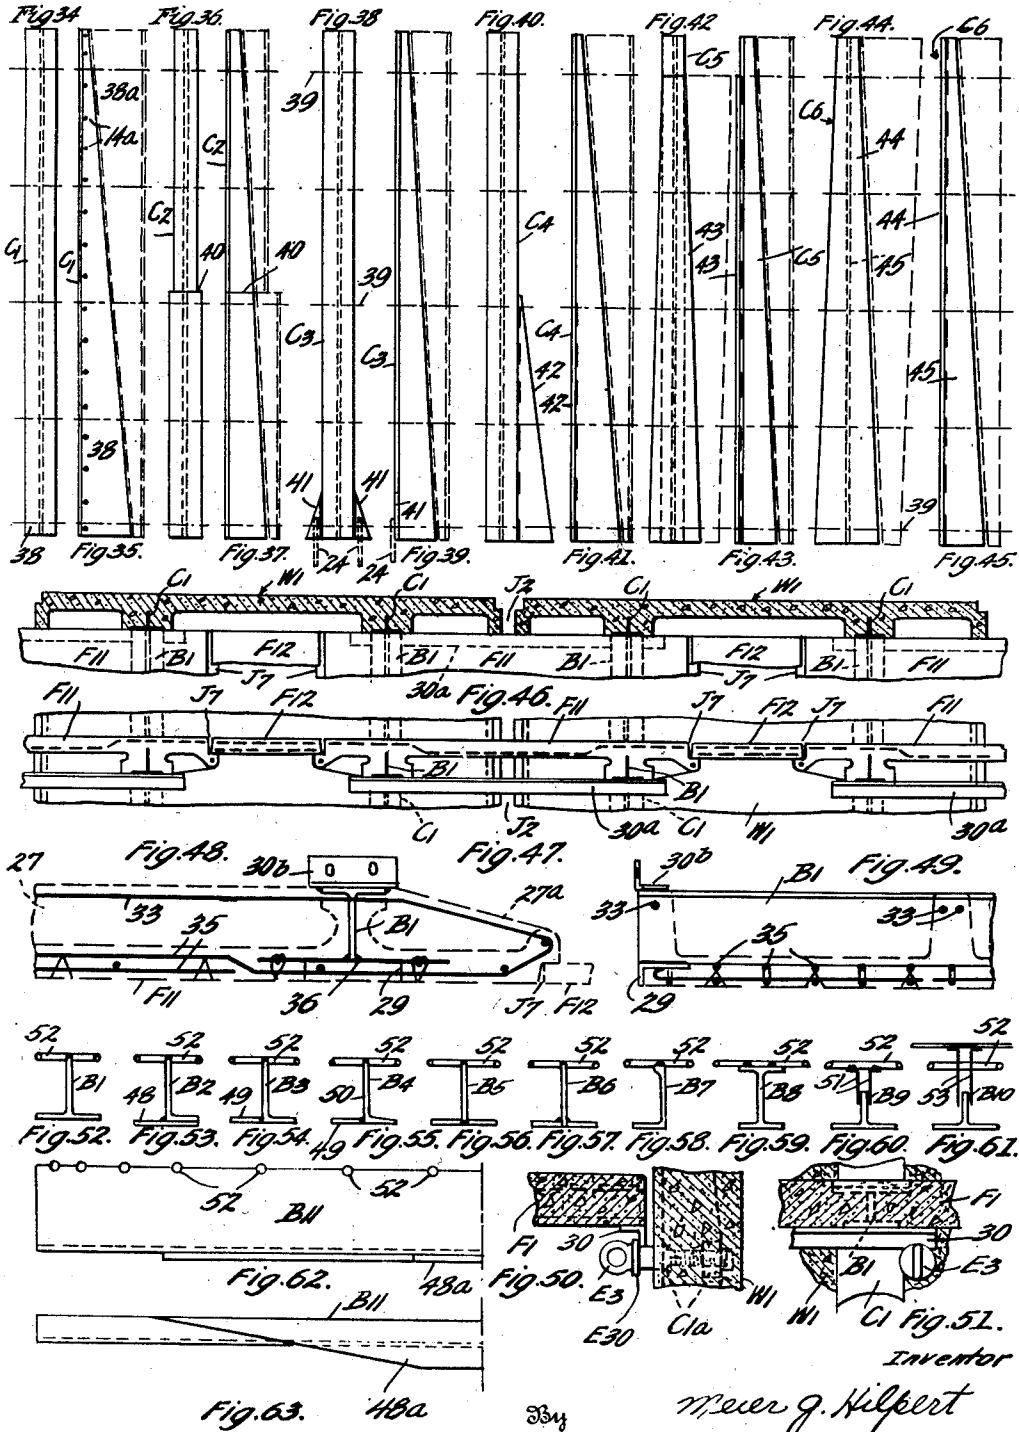 Fig.34 Fig.36. Fig.38 Fig.40. Fig.42 Fig.44. C6
38a 39 C5
14a C2 C6 44
C2 C4 43 44
C1 C1 40 40 39 43 C5 45
C3 C3 C4 42 42 45
38 41 41 41 39
38 Fig.35. Fig.37. 24 24 Fig.39. Fig.41. Fig.43. Fig.45.
C1 W1 C1 J2 C1 W1 C1
F11 B1 F12 B1 F11 B1 F12 B1 F11
J7 30a Fig.46. J7
F11 J7 F12 F11 J7 F12 J7 F11
B1 B1
C1 J2 30a C1 W1 30a
Fig.48. Fig.47. Fig.49.
27 30b 27a 30b B1
33 B1 33 33
35 35
F11 36 29 J7 F12 29
52 52 52 52 52 52 52 52 52 52
B1 B2 B3 B4 B5 B6 B7 B8 51 B9 53 B10
48 49 50 49
Fig.52. Fig.53. Fig.54. Fig.55. Fig.56. Fig.57. Fig.58. Fig.59. Fig.60. Fig.61.
52 52
B11 F1 30 F1 30
Fig.62. 48a Fig.50. E3 W1 B1 E3
B11 E30 C1a W1 C1 Fig.51.
Inventor
Fig.63. 48a By Meier G. Hilpert